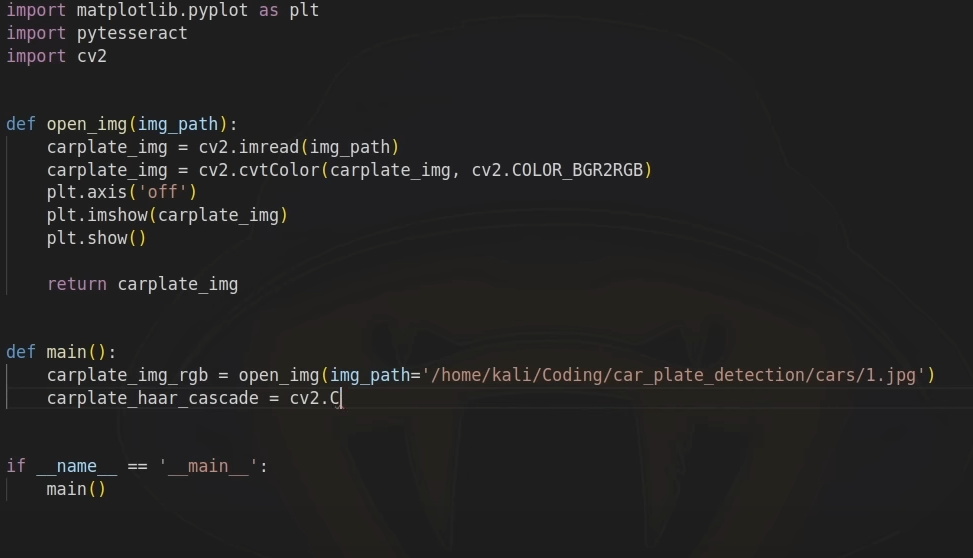 import matplotlib.pyplot as plt
import pytesseract
import cv2
def open_img(img_path):
    carplate_img = cv2.imread(img_path)
    carplate_img = cv2.cvtColor(carplate_img, cv2.COLOR_BGR2RGB)
    plt.axis('off')
    plt.imshow(carplate_img)
    plt.show()
    return carplate_img
def main():
    carplate_img_rgb = open_img(img_path='/home/kali/Coding/car_plate_detection/cars/1.jpg')
    carplate_haar_cascade = cv2.C
if __name__ == '__main__':
    main()